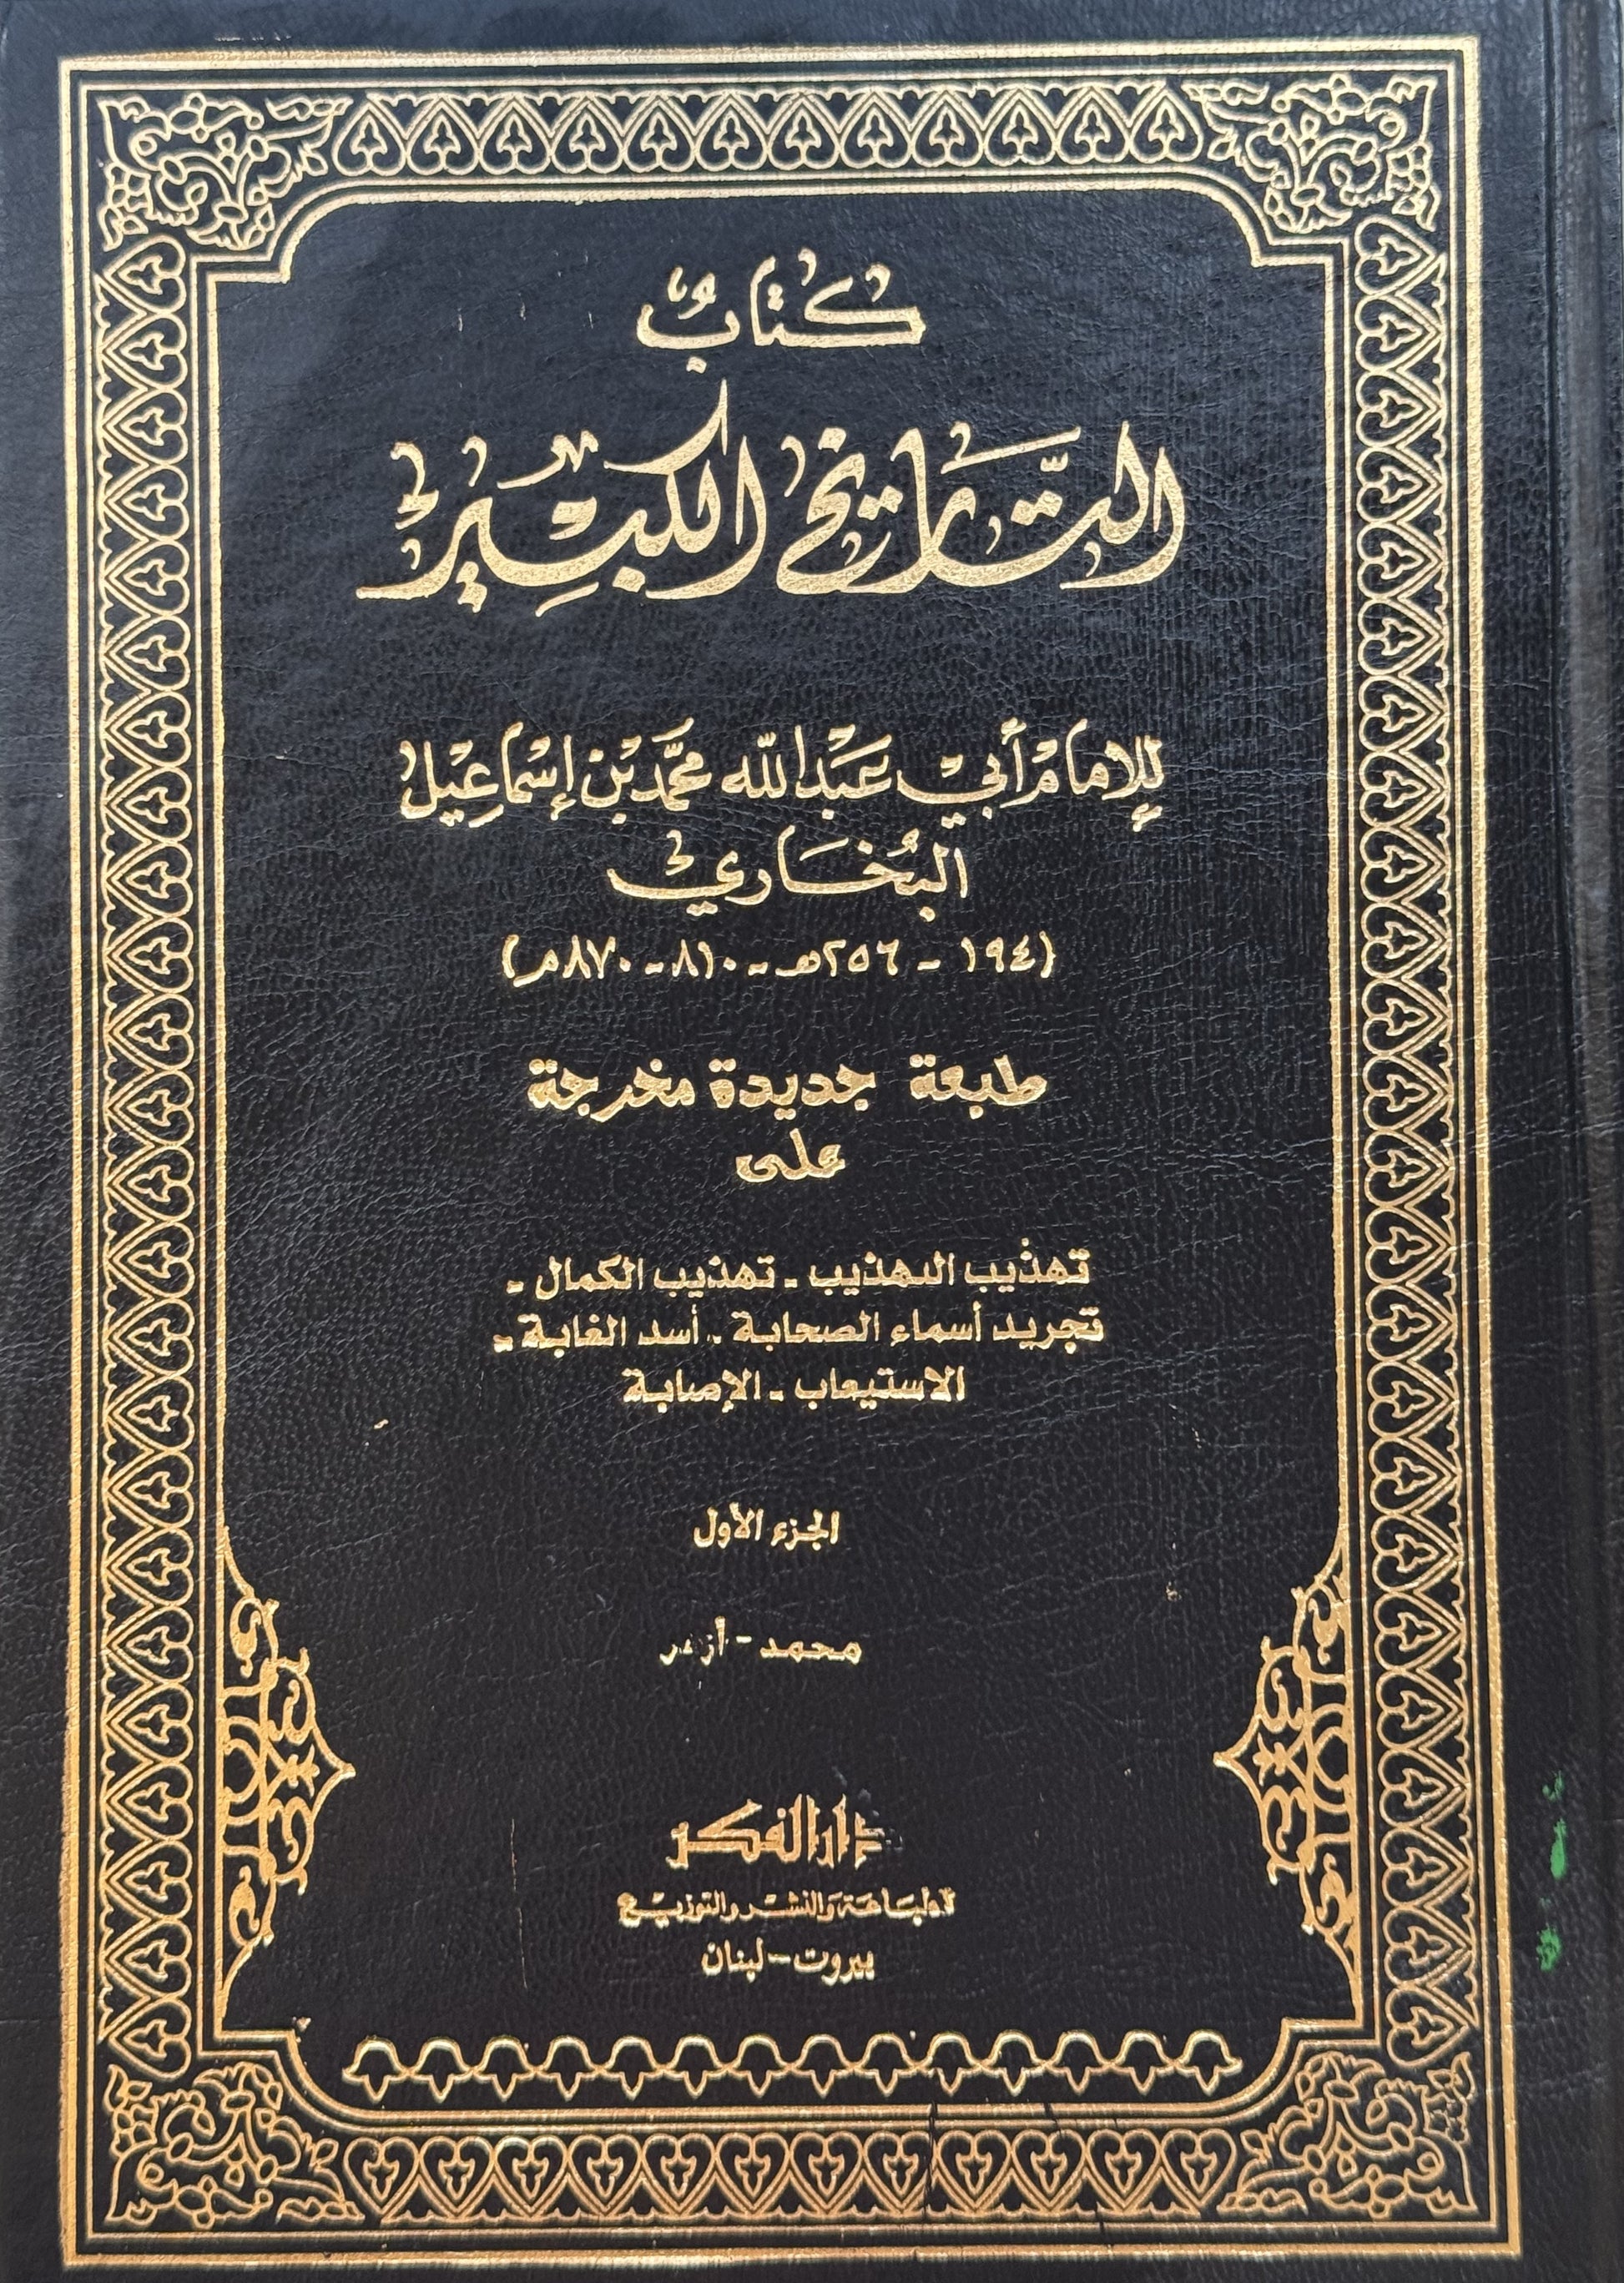 كتاب
التاريخ الكبير
للإمام أبي عبد الله محمد بن إسماعيل
البخاري
(١٩٤ - ٢٥٦هـ - ٨١٠ - ٨٧٠م)
طبعة جديدة مخرجة
على
تهذيب التهذيب - تهذيب الكمال -
تجريد أسماء الصحابة - أسد الغابة -
الاستيعاب - الإصابة
الجزء الأول
محمد -
دار الفكر
للطباعة والنشر والتوزيع
بيروت - لبنان